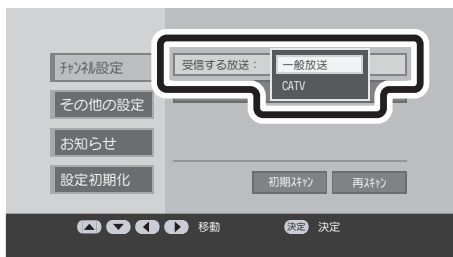 チャンネル設定
受信する放送：
一般放送
CATV
その他の設定
お知らせ
設定初期化
初期スキャン
再スキャン
移動
決定 決定